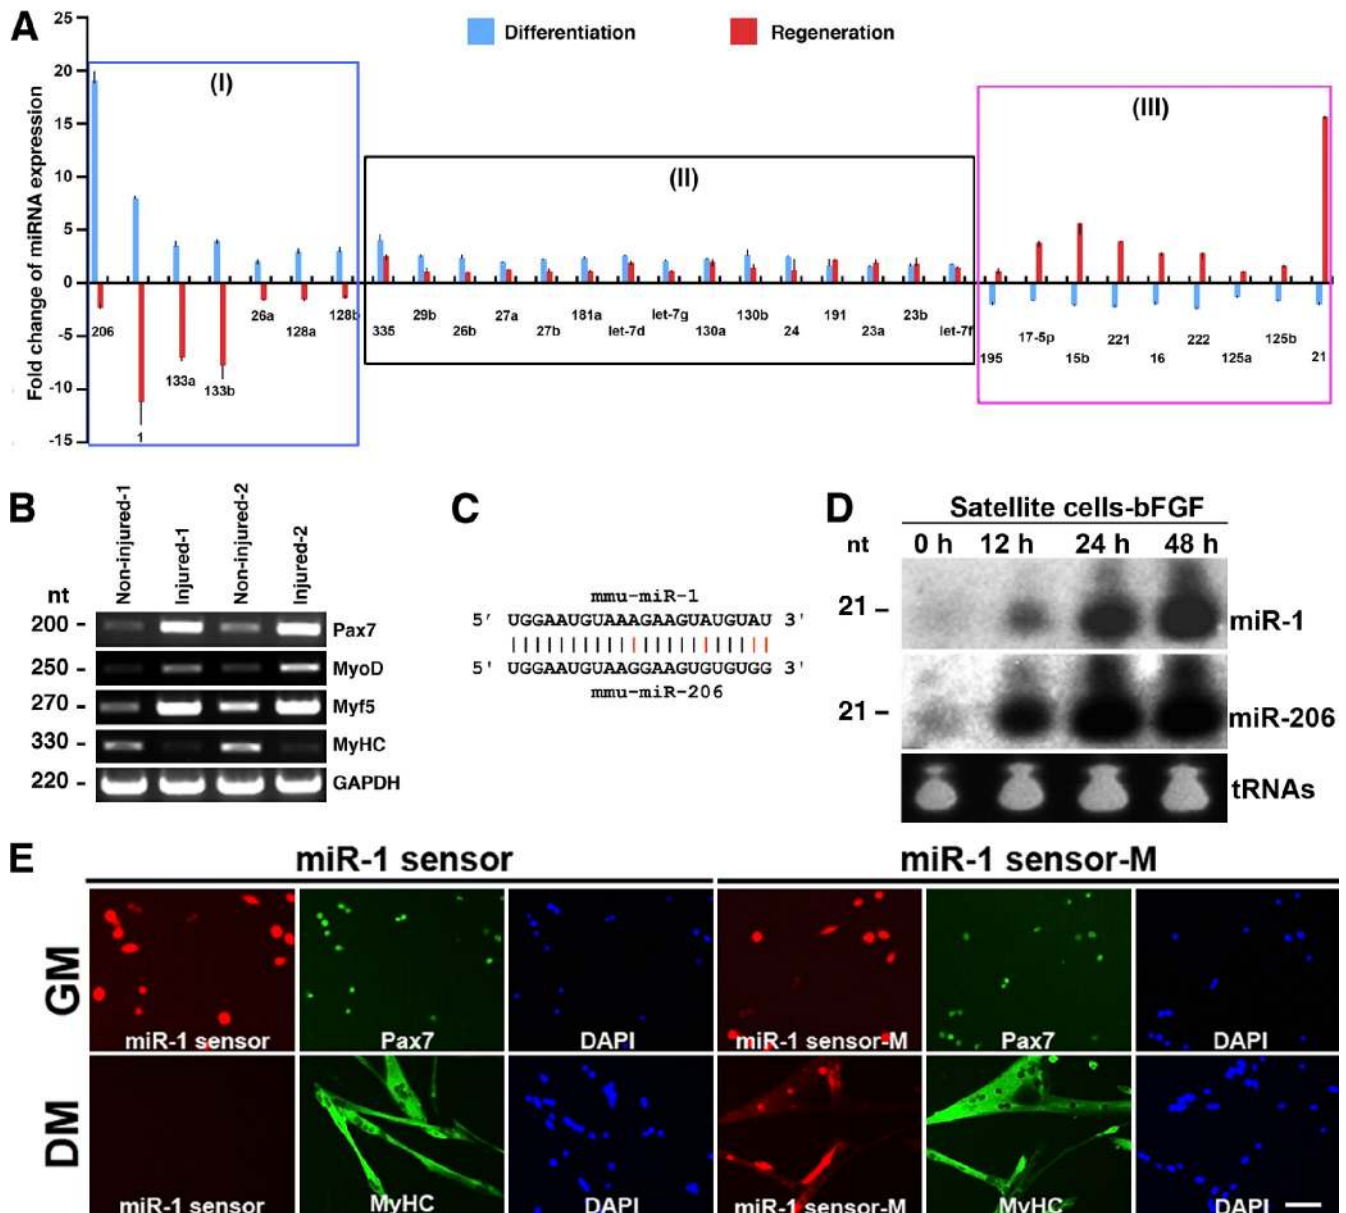 A
Differentiation
Regeneration
Fold change of miRNA expression
25
20
15
10
5
0
-5
-10
-15
(I)
(II)
(III)
206
1
133a
133b
26a
128a
128b
335
29b
26b
27a
27b
181a
let-7d
let-7g
130a
130b
24
191
23a
23b
let-7f
195
17-5p
15b
221
16
222
125a
125b
21
B
Non-injured-1
Injured-1
Non-injured-2
Injured-2
nt
200 - Pax7
250 - MyoD
270 - Myf5
330 - MyHC
220 - GAPDH
C
mmu-miR-1
5' UGGAAUGUAAAGAAGUAUGUAU 3'
5' UGGAAUGUAAGGAAGUGUGUGG 3'
mmu-miR-206
D
Satellite cells-bFGF
nt 0 h 12 h 24 h 48 h
21 – miR-1
21 – miR-206
tRNAs
E
miR-1 sensor miR-1 sensor-M
GM
miR-1 sensor Pax7 DAPI miR-1 sensor-M Pax7 DAPI
DM
miR-1 sensor MyHC DAPI miR-1 sensor-M MyHC DAPI